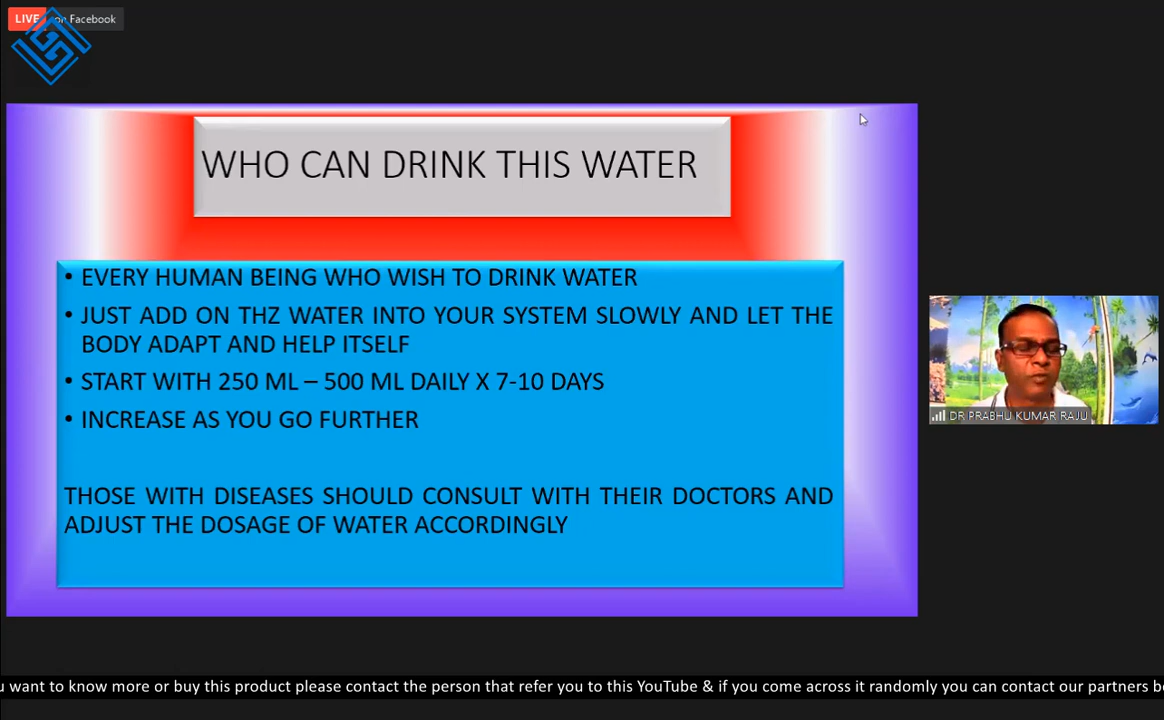 LIVE on Facebook
WHO CAN DRINK THIS WATER
• EVERY HUMAN BEING WHO WISH TO DRINK WATER
• JUST ADD ON THZ WATER INTO YOUR SYSTEM SLOWLY AND LET THE
BODY ADAPT AND HELP ITSELF
• START WITH 250 ML – 500 ML DAILY X 7-10 DAYS
• INCREASE AS YOU GO FURTHER
THOSE WITH DISEASES SHOULD CONSULT WITH THEIR DOCTORS AND
ADJUST THE DOSAGE OF WATER ACCORDINGLY
DR PRABHU KUMAR RAJU
want to know more or buy this product please contact the person that refer you to this YouTube & if you come across it randomly you can contact our partners